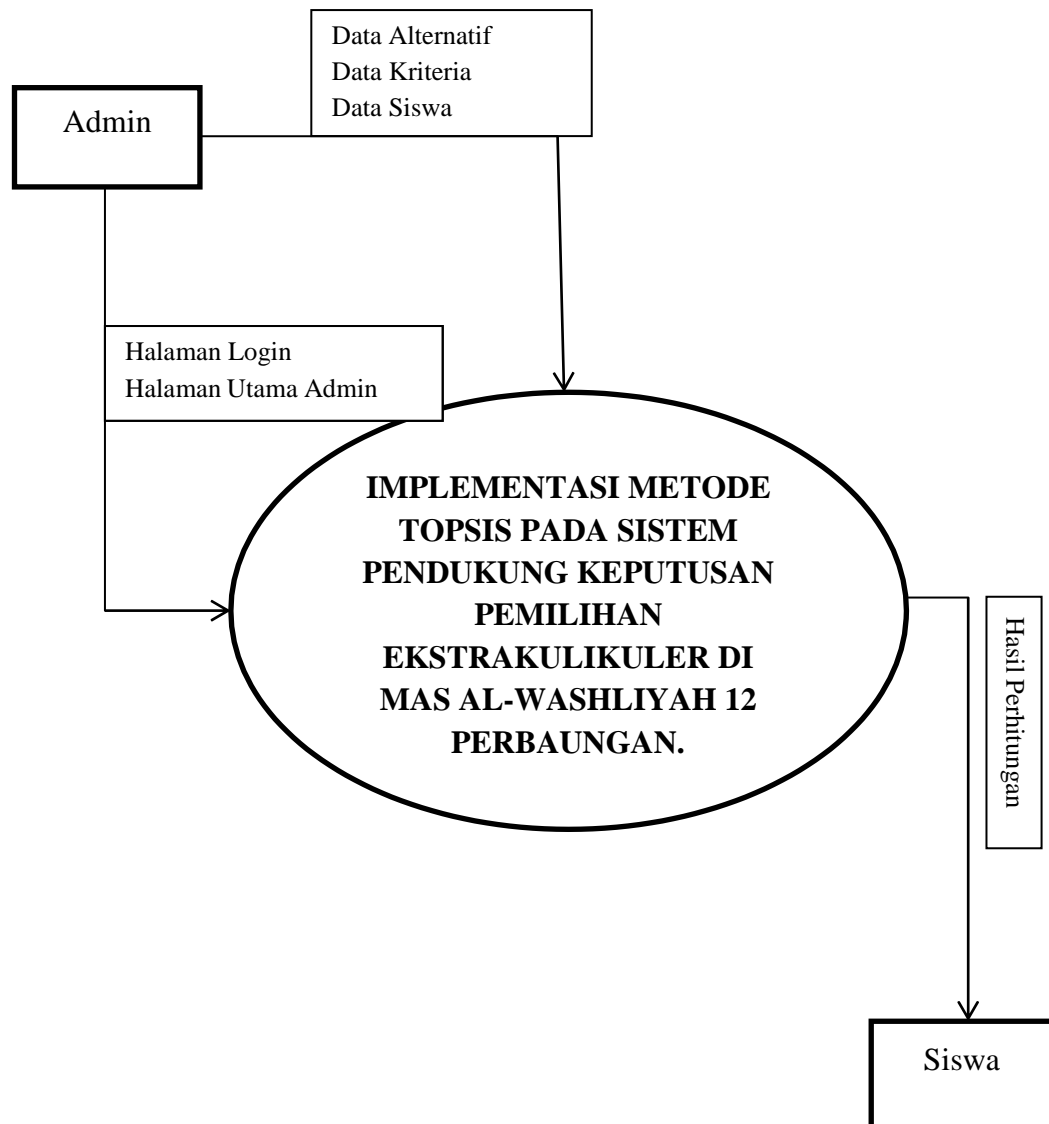 Data Alternatif
Data Kriteria
Data Siswa
Admin
Halaman Login
Halaman Utama Admin
IMPLEMENTASI METODE
TOPSIS PADA SISTEM
PENDUKUNG KEPUTUSAN
PEMILIHAN
EKSTRAKULIKULER DI
MAS AL-WASHLIYAH 12
PERBAUNGAN.
Hasil Perhitungan
Siswa